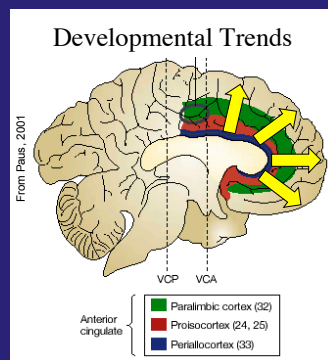 Developmental Trends
From Paus, 2001
VCP
VCA
Anterior
cingulate
Paralimbic cortex (32)
Proisocortex (24, 25)
Periallocortex (33)